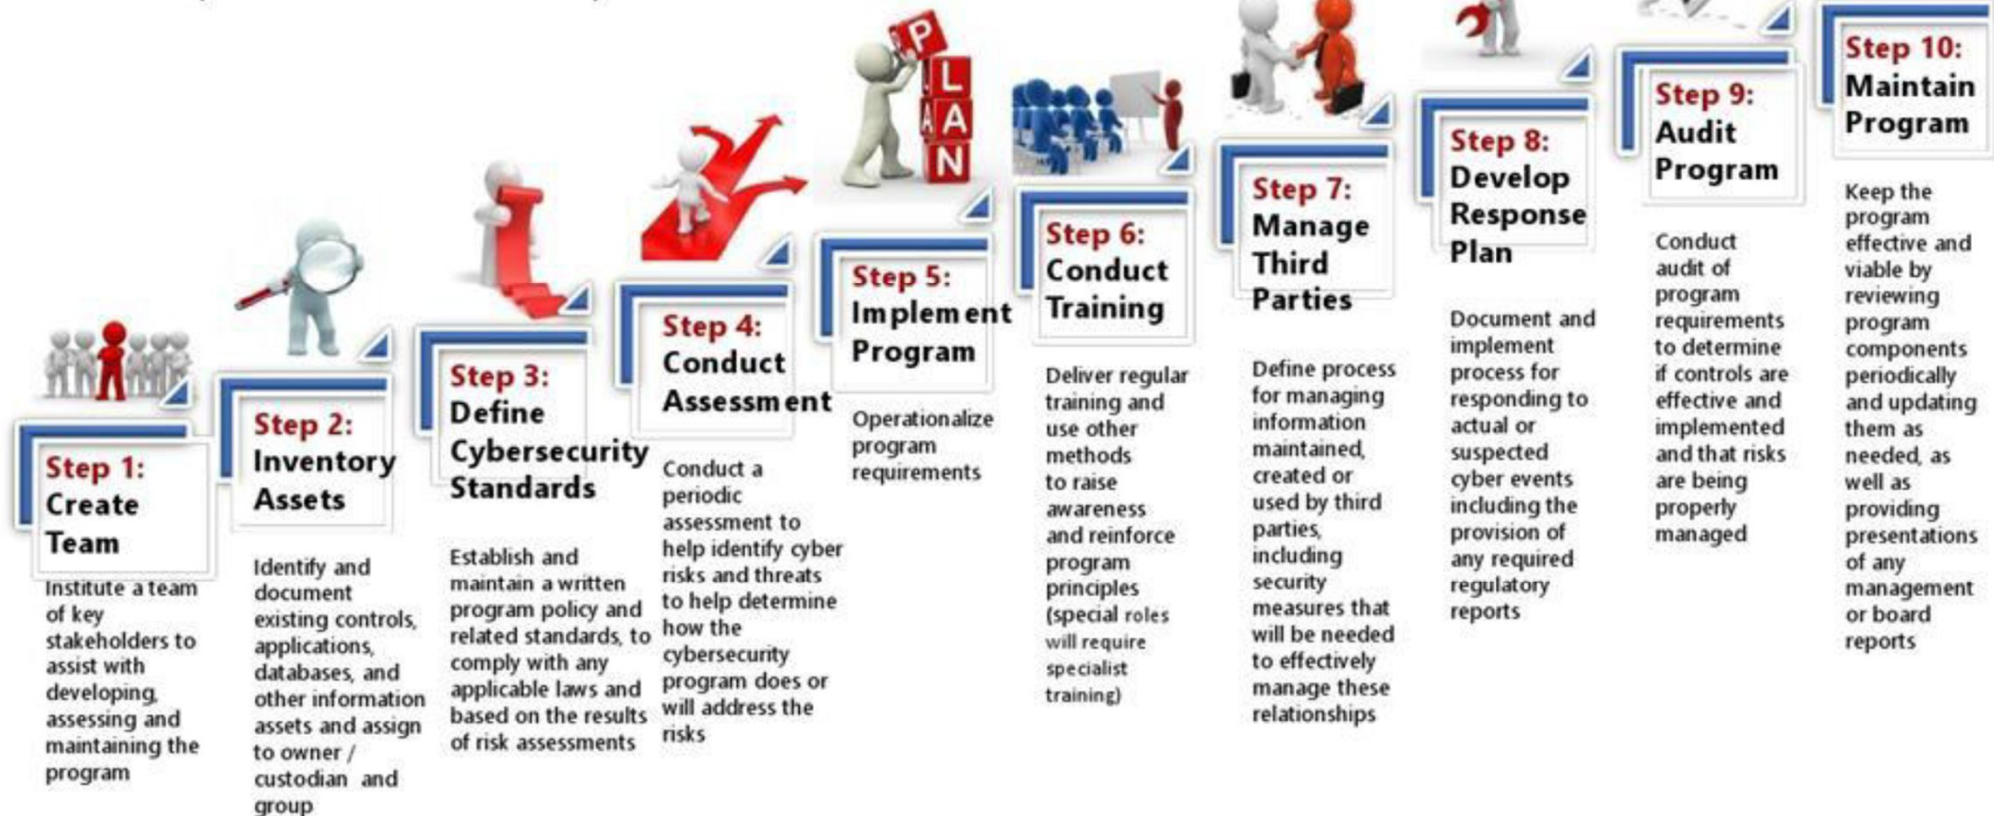 Step 1:
Create
Team
Institute a team
of key
stakeholders to
assist with
developing,
assessing and
maintaining the
program
Step 2:
Inventory
Assets
Identify and
document
existing controls,
applications,
databases, and
other information
assets and assign
to owner /
custodian and
group
Step 3:
Define
Cybersecurity
Standards
Establish and
maintain a written
program policy and
related standards, to
comply with any
applicable laws and
based on the results
of risk assessments
Step 4:
Conduct
Assessment
Conduct a
periodic
assessment to
help identify cyber
risks and threats
to help determine
how the
cybersecurity
program does or
will address the
risks
P
L
A A
N
Step 5:
Implement
Program
Operationalize
program
requirements
Step 6:
Conduct
Training
Deliver regular
training and
use other
methods
to raise
awareness
and reinforce
program
principles
(special roles
will require
specialist
training)
Step 7:
Manage
Third
Parties
Define process
for managing
information
maintained,
created or
used by third
parties,
including
security
measures that
will be needed
to effectively
manage these
relationships
Step 8:
Develop
Response
Plan
Document and
implement
process for
responding to
actual or
suspected
cyber events
including the
provision of
any required
regulatory
reports
Step 9:
Audit
Program
Conduct
audit of
program
requirements
to determine
if controls are
effective and
implemented
and that risks
are being
properly
managed
Step 10:
Maintain
Program
Keep the
program
effective and
viable by
reviewing
program
components
periodically
and updating
them as
needed, as
well as
providing
presentations
of any
management
or board
reports